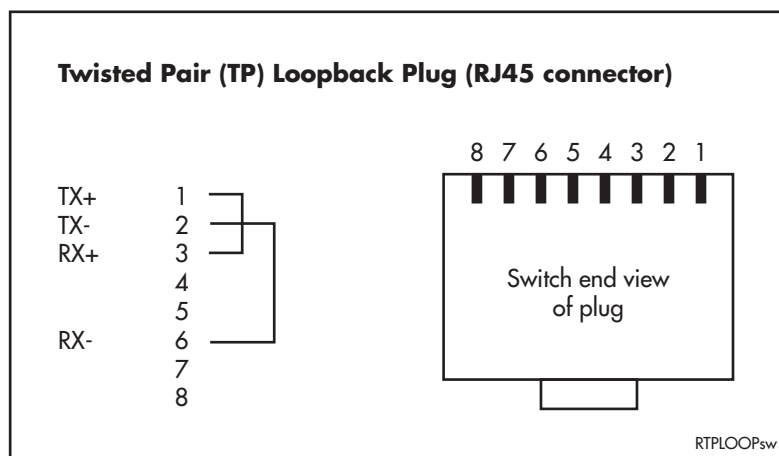 Twisted Pair (TP) Loopback Plug (RJ45 connector)
TX+ 1
TX- 2
RX+ 3
4
5
RX- 6
7
8
8 7 6 5 4 3 2 1
Switch end view
of plug
RTPLOOPsw